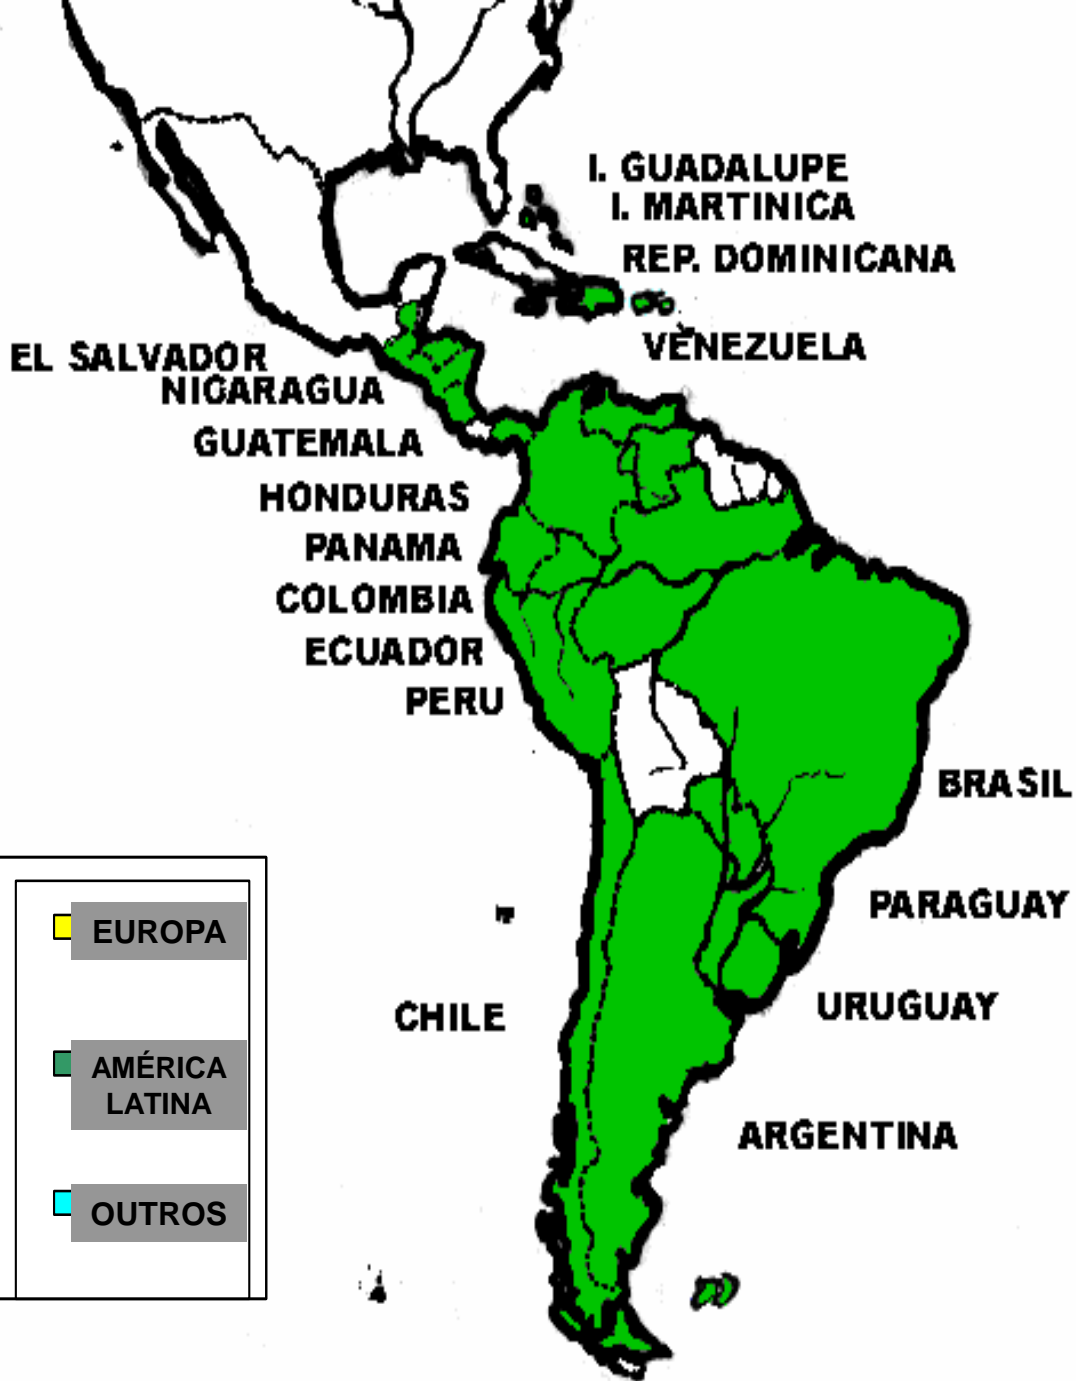 I. GUADALUPE
I. MARTINICA
REP. DOMINICANA
VENEZUELA
EL SALVADOR
NICARAGUA
GUATEMALA
HONDURAS
PANAMA
COLOMBIA
ECUADOR
PERU
BRASIL
PARAGUAY
URUGUAY
CHILE
ARGENTINA
EUROPA
AMÉRICA
LATINA
OUTROS